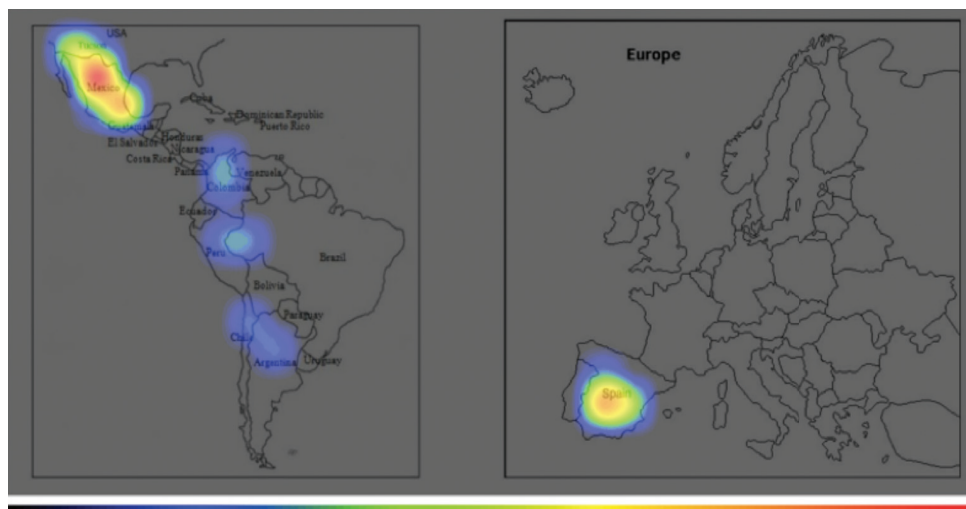 USA
Mexico
Cuba
Dominican Republic
Puerto Rico
Guatemala
Honduras
El Salvador
Nicaragua
Costa Rica
Panama
Venezuela
Colombia
Ecuador
Peru
Brazil
Bolivia
Paraguay
Chile
Argentina
Uruguay
Europe
Spain